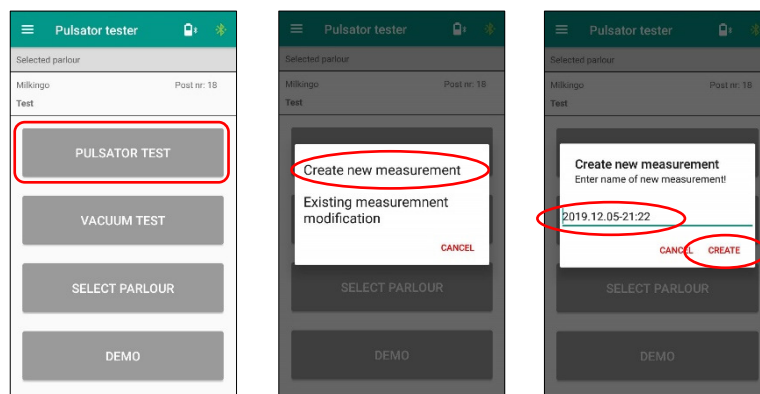 Pulsator tester
Selected parlour
Milkingo Post nr: 18
Test
PULSATOR TEST
VACUUM TEST
SELECT PARLOUR
DEMO
Pulsator tester
Selected parlour
Milkingo Post nr: 18
Test
Create new measurement
Existing measuremnent
modification
CANCEL
SELECT PARLOUR
DEMO
Pulsator tester
Selected parlour
Milkingo Post nr: 18
Test
Create new measurement
Enter name of new measurement!
2019.12.05-21:22
CANCEL CREATE
SELECT PARLOUR
DEMO